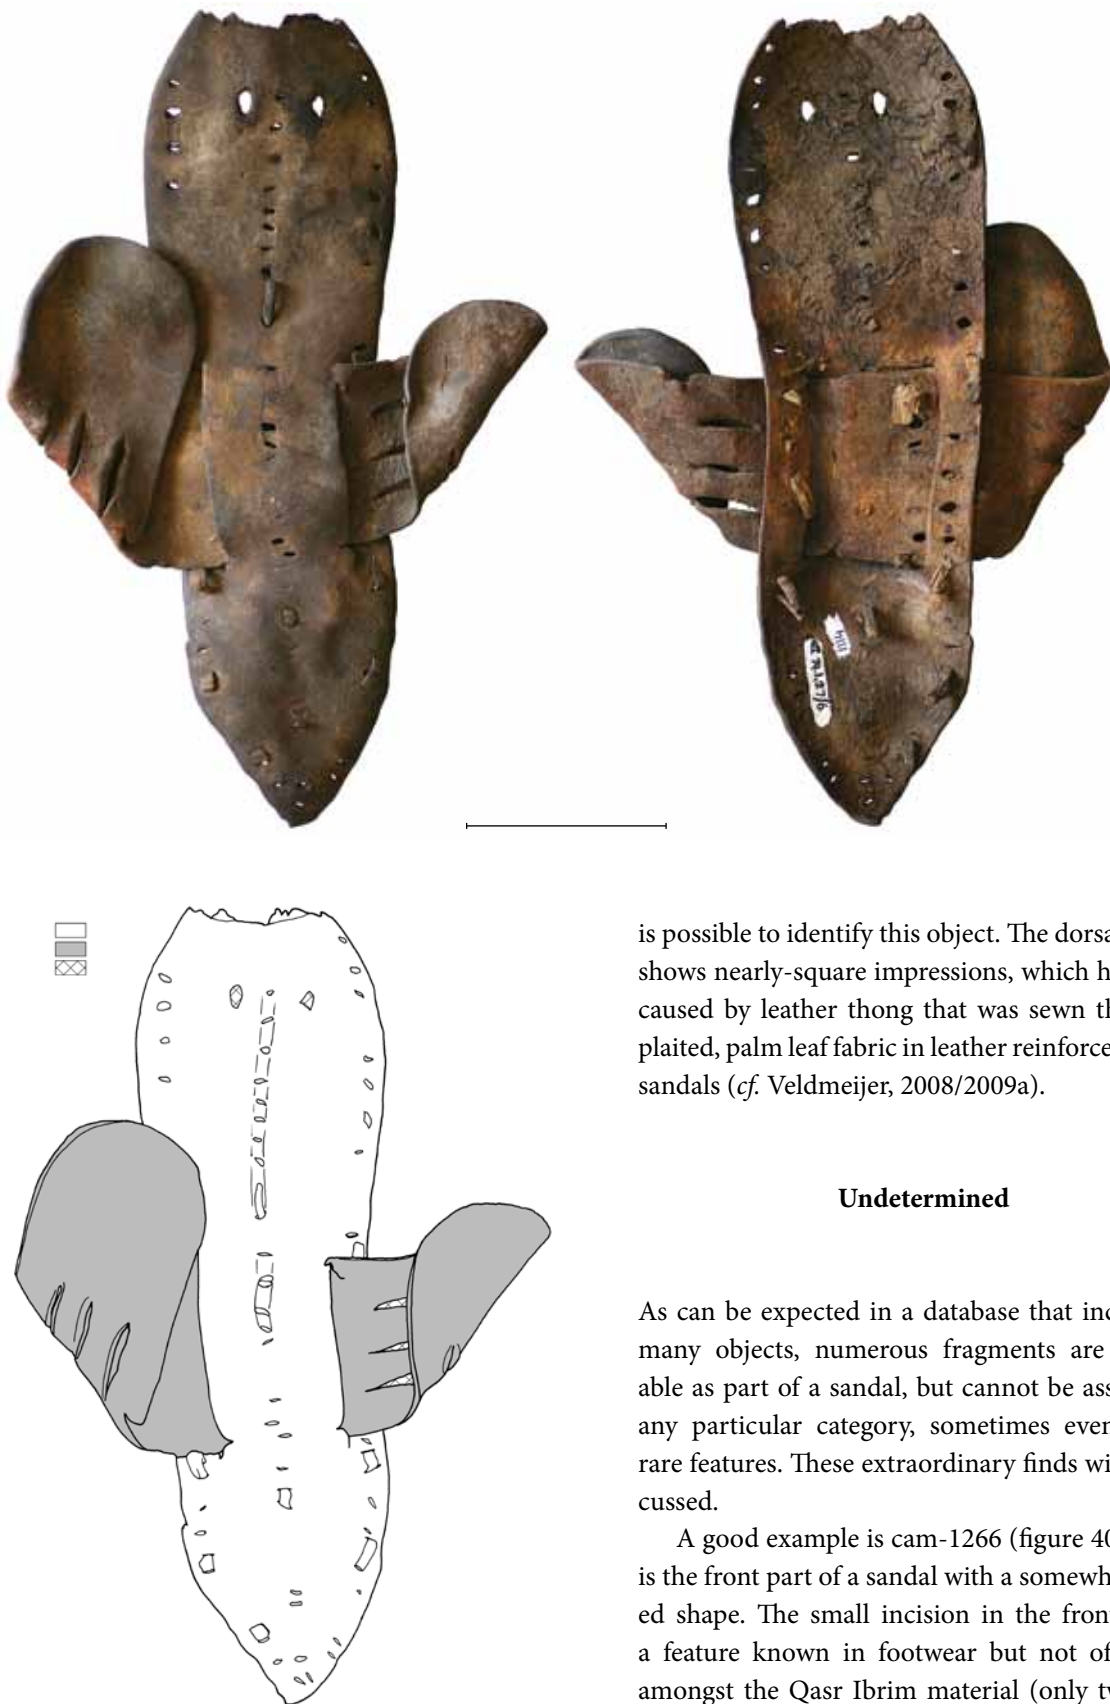 is possible to identify this object. The dorsa
shows nearly-square impressions, which h
caused by leather thong that was sewn th
plaited, palm leaf fabric in leather reinforce
sandals (cf. Veldmeijer, 2008/2009a).
Undetermined
As can be expected in a database that inc
many objects, numerous fragments are
able as part of a sandal, but cannot be ass
any particular category, sometimes even
rare features. These extraordinary finds wi
cussed.
A good example is cam-1266 (figure 40
is the front part of a sandal with a somewh
ed shape. The small incision in the front
a feature known in footwear but not of
amongst the Qasr Ibrim material (only tw